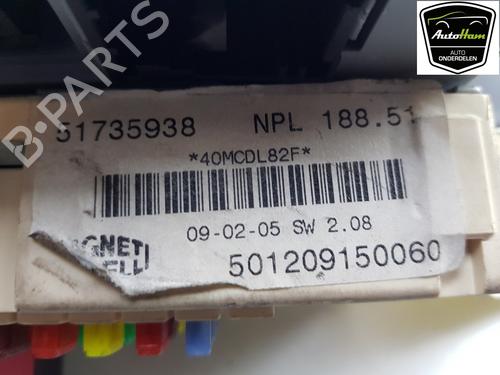 AutoHam
AUTO
ONDERDELEN
B-PARTS
51735938 NPL 188.51
*40MCDL82F*
09-02-05 SW 2.08
501209150060